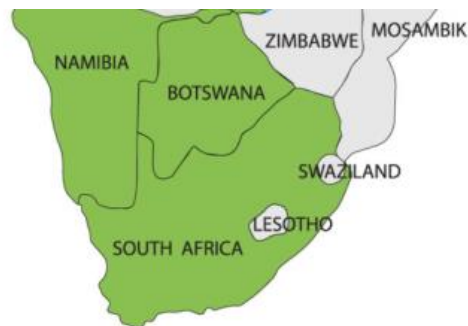 MOSAMBIK
ZIMBABWE
NAMIBIA
BOTSWANA
SWAZILAND
LESOTHO
SOUTH AFRICA